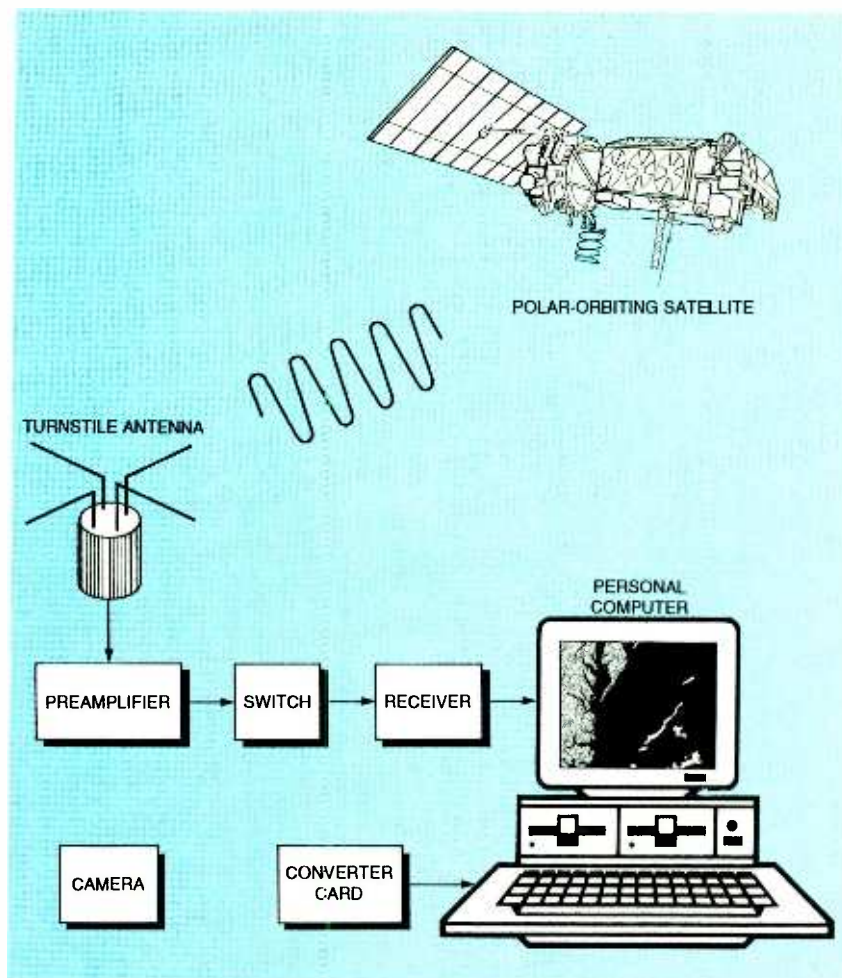 POLAR-ORBITING SATELLITE
TURNSTILE ANTENNA
PERSONAL
COMPUTER
PREAMPLIFIER
SWITCH
RECEIVER
CAMERA
CONVERTER
CARD